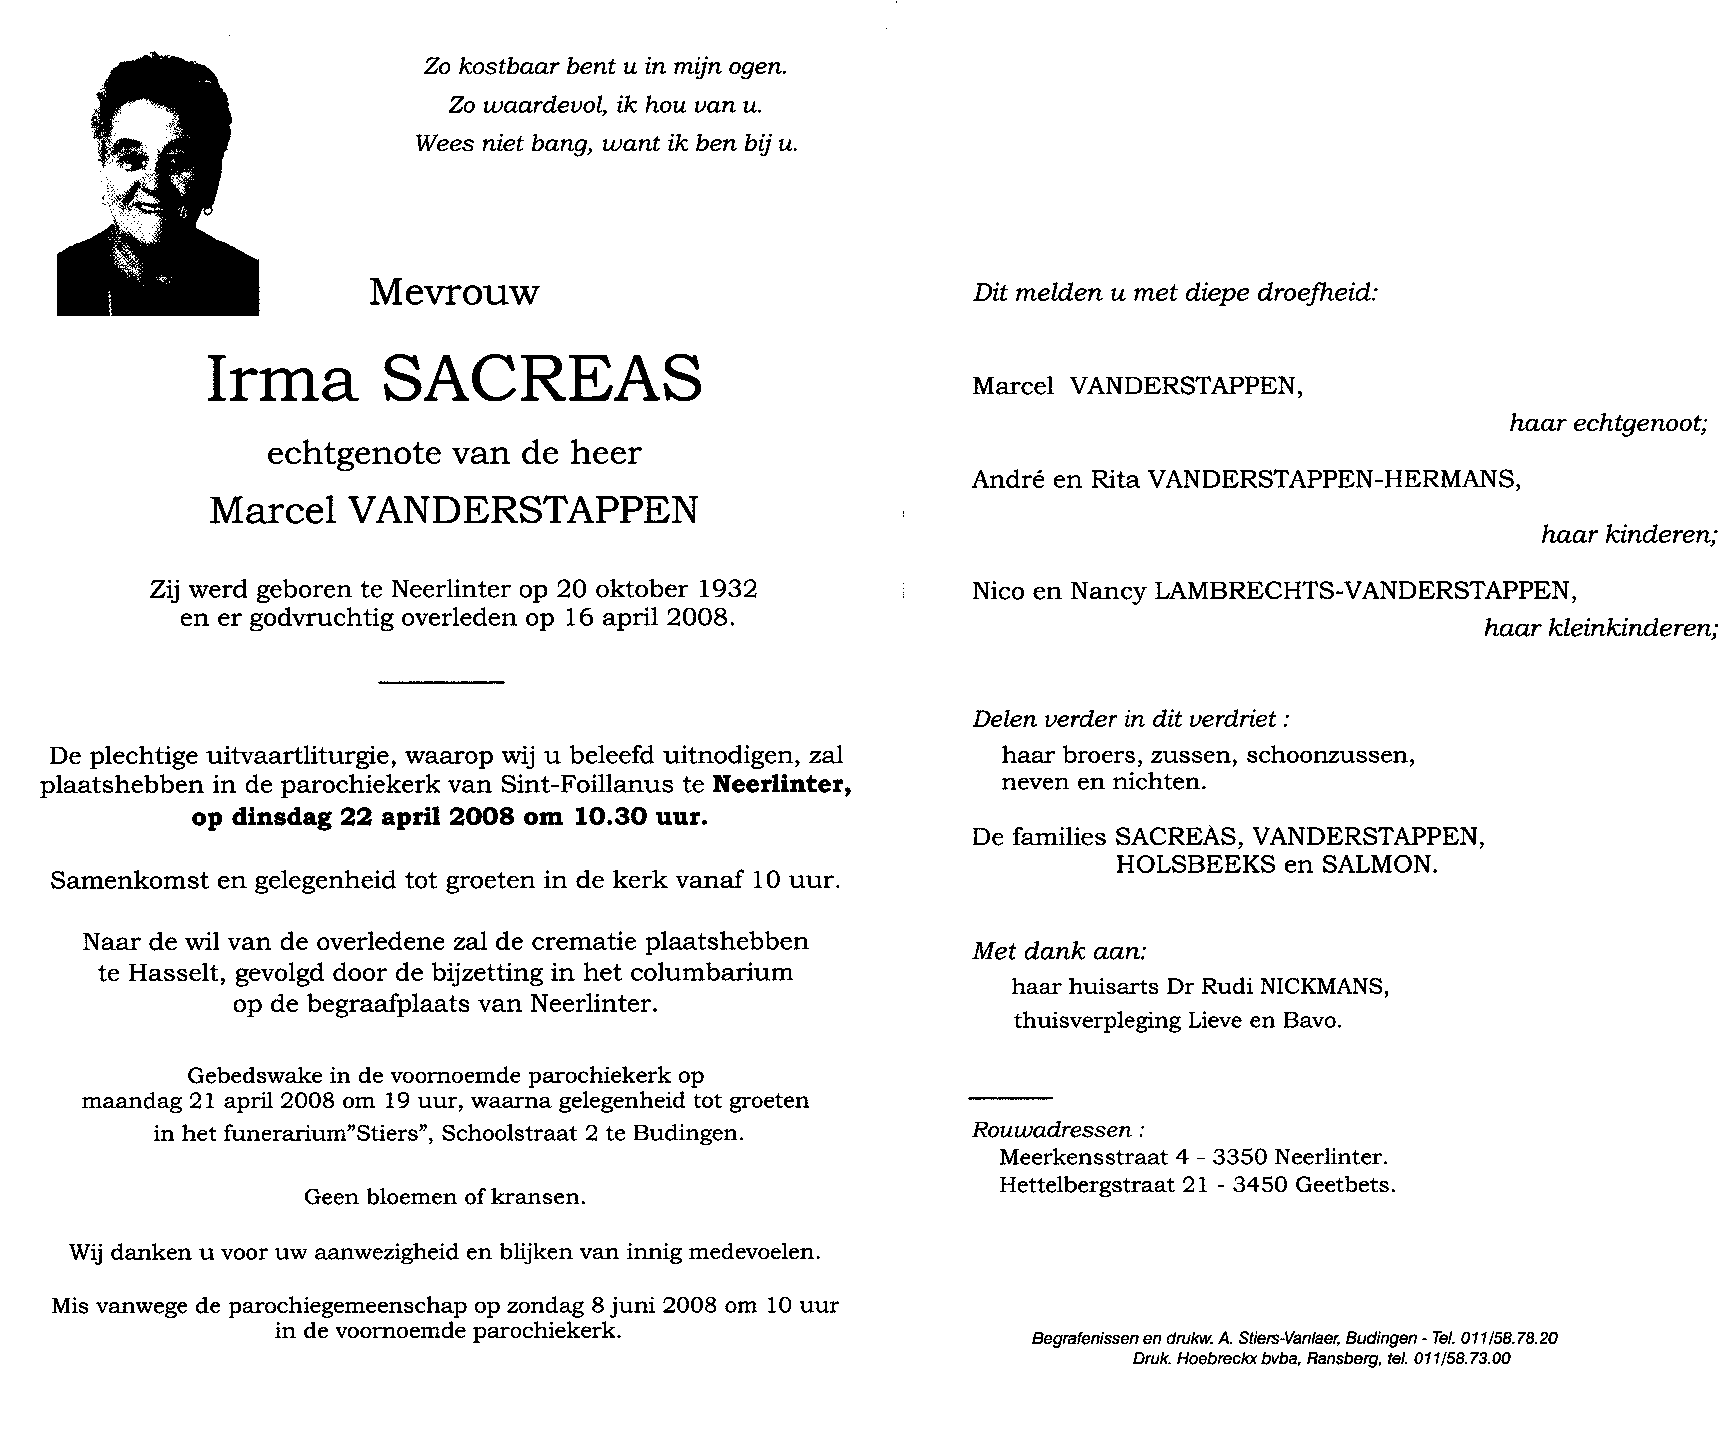 Zo kostbaar bent u in mijn ogen.
Zo waardevol, ik hou van u.
Wees niet bang, want ik ben bij u.
Mevrouw
Irma SACREAS
echtgenote van de heer
Marcel VANDERSTAPPEN
Zij werd geboren te Neerlinter op 20 oktober 1932
en er godvruchtig overleden op 16 april 2008.
De plechtige uitvaartliturgie, waarop wij u beleefd uitnodigen, zal
plaatshebben in de parochiekerk van Sint-Foillanus te Neerlinter,
op dinsdag 22 april 2008 om 10.30 uur.
Samenkomst en gelegenheid tot groeten in de kerk vanaf 10 uur.
Naar de wil van de overledene zal de crematie plaatshebben
te Hasselt, gevolgd door de bijzetting in het columbarium
op de begraafplaats van Neerlinter.
Gebedswake in de voornoemde parochiekerk op
maandag 21 april 2008 om 19 uur, waarna gelegenheid tot groeten
in het funerarium"Stiers", Schoolstraat 2 te Budingen.
Geen bloemen of kransen.
Wij danken u voor uw aanwezigheid en blijken van innig medevoelen.
Mis vanwege de parochiegemeenschap op zondag 8 juni 2008 om 10 uur
in de voornoemde parochiekerk.
Dit melden u met diepe droefheid:
Marcel VANDERSTAPPEN,
haar echtgenoot;
André en Rita VANDERSTAPPEN-HERMANS,
haar kinderen;
Nico en Nancy LAMBRECHTS-VANDERSTAPPEN,
haar kleinkinderen;
Delen verder in dit verdriet :
haar broers, zussen, schoonzussen,
neven en nichten.
De families SACREAS, VANDERSTAPPEN,
HOLSBEEKS en SALMON.
Met dank aan:
haar huisarts Dr Rudi NICKMANS,
thuisverpleging Lieve en Bavo.
Rouwadressen :
Meerkensstraat 4 - 3350 Neerlinter.
Hettelbergstraat 21 - 3450 Geetbets.
Begrafenissen en drukw. A. Stiers-Vanlaer, Budingen - Tel. 011/58.78.20
Druk. Hoebreckx bvba, Ransberg, tel. 011/58.73.00